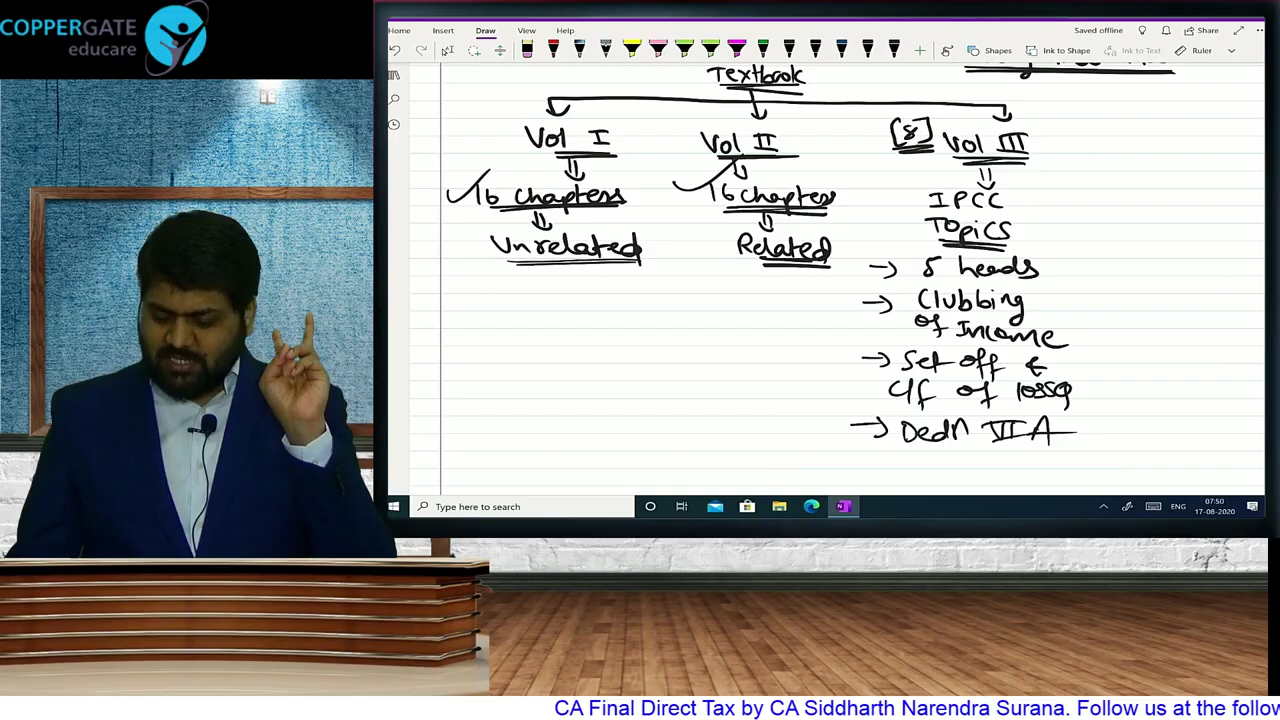 COPPERGATE
educare
Home Insert Draw View Help
Saved offline Share
Shapes Ink to Shape Ink to Text Ruler
Textbook
Vol I
Vol II
[8] Vol III
16 Chapters
16 Chapters
IPCC
Topics
Unrelated
Related
→ 5 heads
→ Clubbing
of Income
→ Set off &
C/f of losses
→ Dedn VI A
Type here to search
ENG
07:50
17-08-2020
CA Final Direct Tax by CA Siddharth Narendra Surana. Follow us at the follow